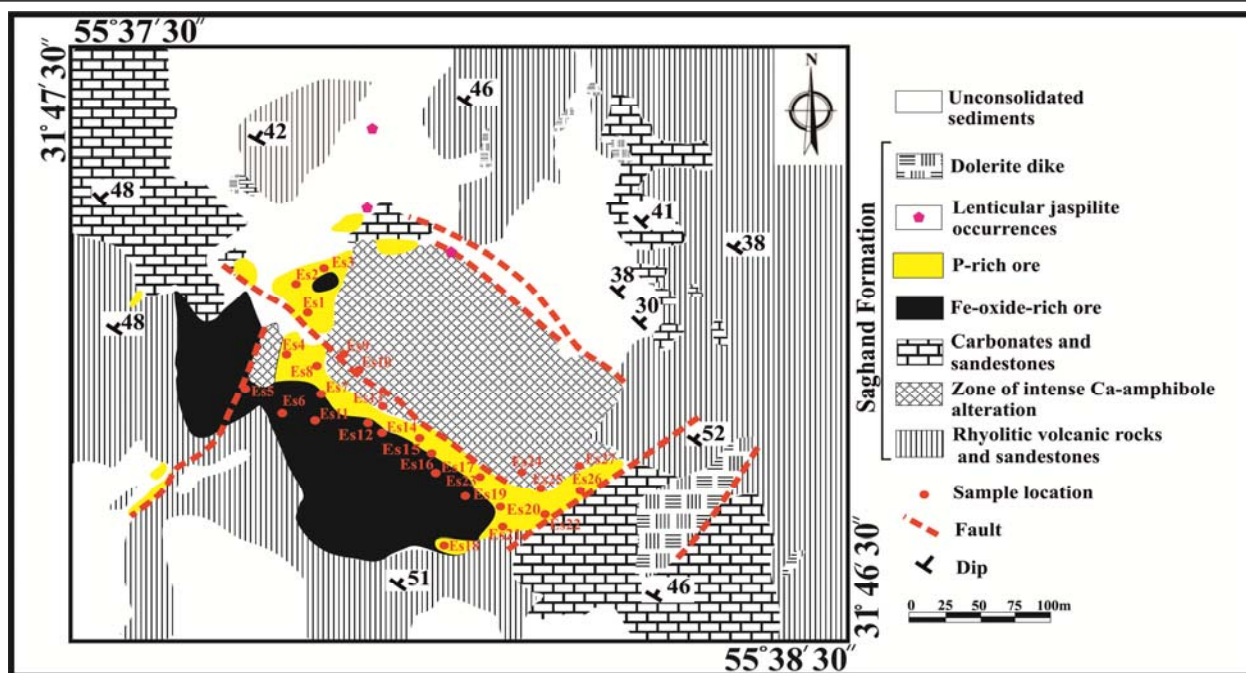 55° 37′ 30″
31° 47′ 30″
46
42
48
41
38
38
30
48
52
51
46
N
Es3
Es2
Es1
Es9
Es10
Es4
Es8
Es5
Es7
Es6
Es11
Es12
Es14
Es15
Es16
Es17
Es24
Es27
Es23
Es25
Es26
Es19
Es20
Es22
Es18
31° 46′ 30″
55° 38′ 30″
Saghand Formation
Unconsolidated
sediments
Dolerite dike
Lenticular jaspilite
occurrences
P-rich ore
Fe-oxide-rich ore
Carbonates and
sandestones
Zone of intense Ca-amphibole
alteration
Rhyolitic volcanic rocks
and sandestones
Sample location
Fault
Dip
0 25 50 75 100m